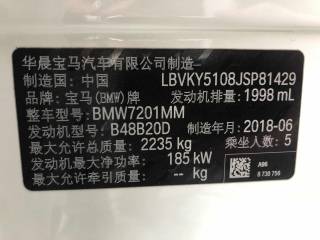 华晨宝马汽车有限公司制造
制造国：中国 LBVKY5108JSP81429
品牌：宝马(BMW)牌 发动机排量：1998 mL
整车型号：BMW7201MM
发动机型号：B48B20D 制造年月：2018-06
最大允许总质量：2235 kg 乘坐人数：5
发动机最大净功率：185 kW
最大允许牵引质量：-- kg
A96
8 738 756